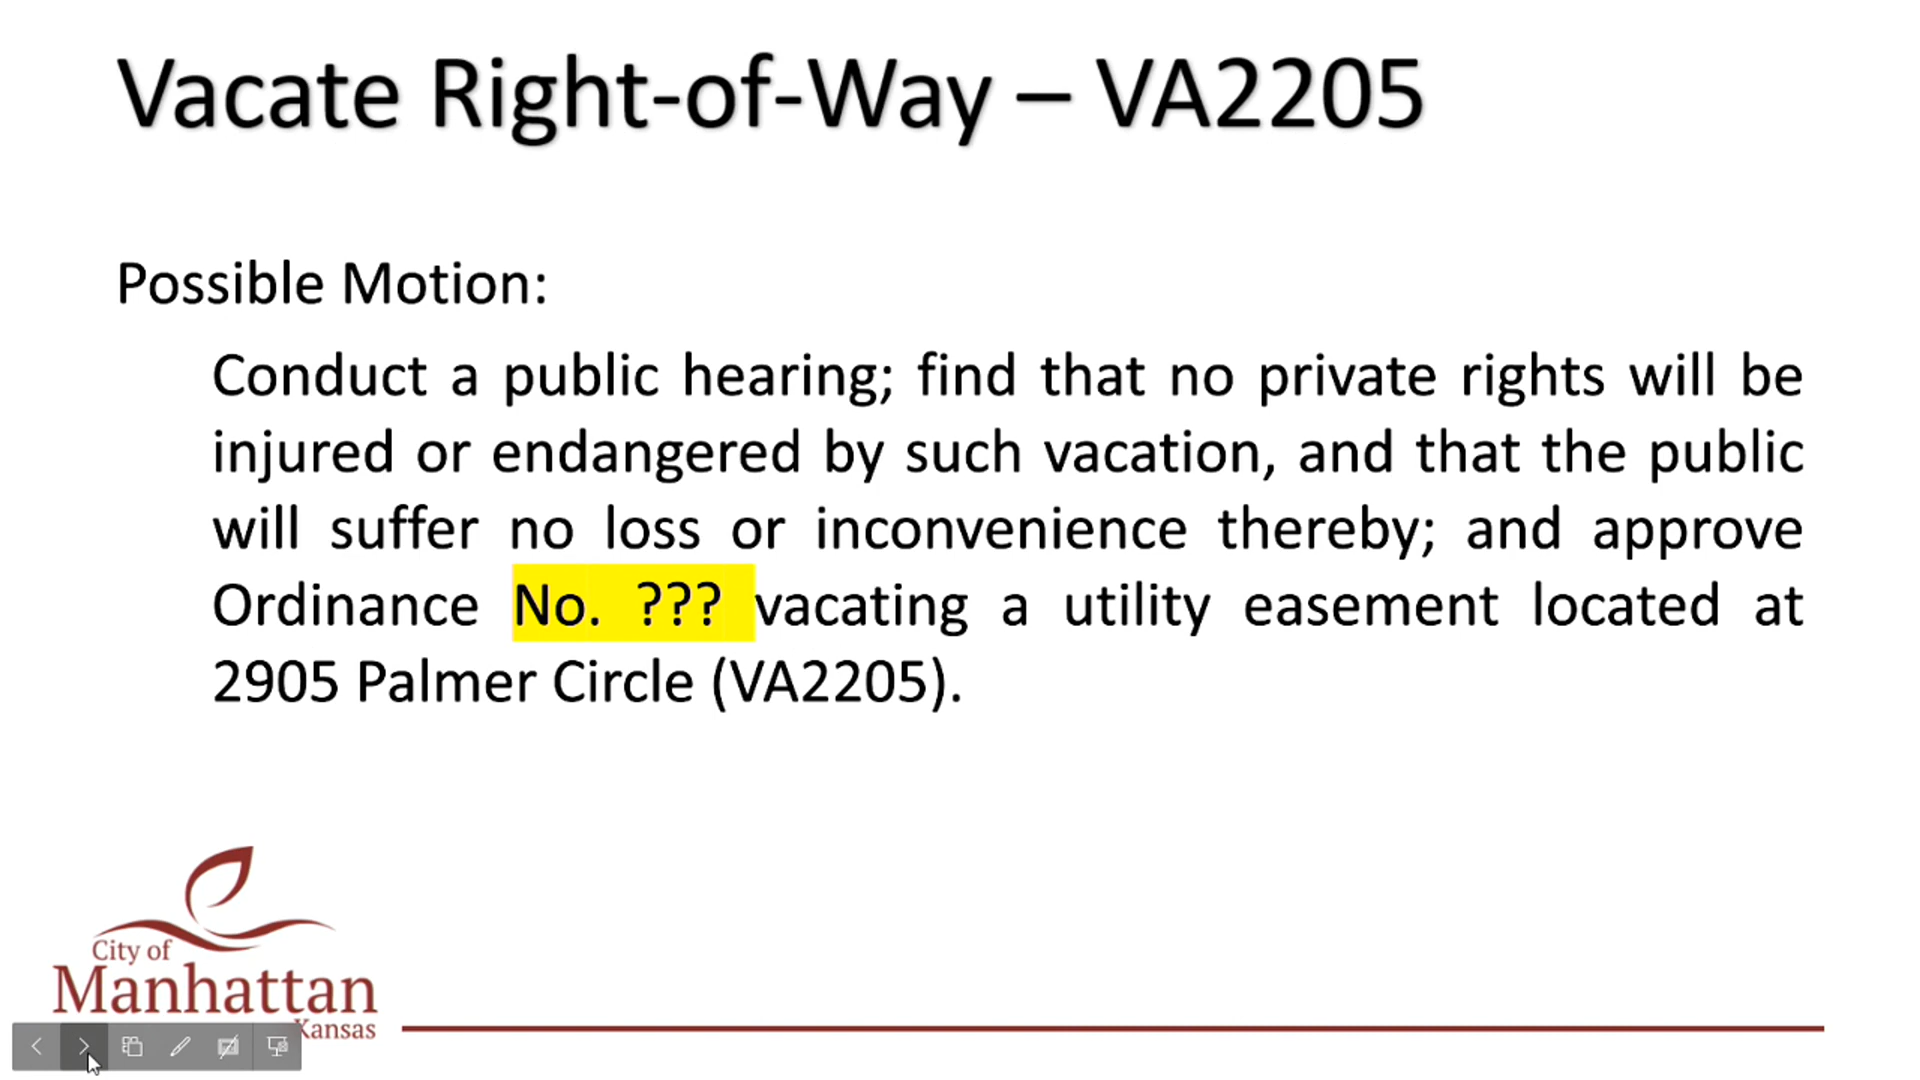 Vacate Right-of-Way – VA2205
Possible Motion:
Conduct a public hearing; find that no private rights will be
injured or endangered by such vacation, and that the public
will suffer no loss or inconvenience thereby; and approve
Ordinance No. ??? vacating a utility easement located at
2905 Palmer Circle (VA2205).
City of
Manhattan
Kansas